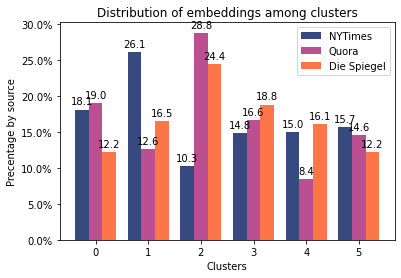 Distribution of embeddings among clusters
Precentage by source
30.0%
25.0%
20.0%
15.0%
10.0%
5.0%
0.0%
NYTimes
Quora
Die Spiegel
18.1 19.0 12.2
26.1 12.6 16.5
10.3 28.8 24.4
14.8 16.6 18.8
15.0 8.4 16.1
15.7 14.6 12.2
0 1 2 3 4 5
Clusters